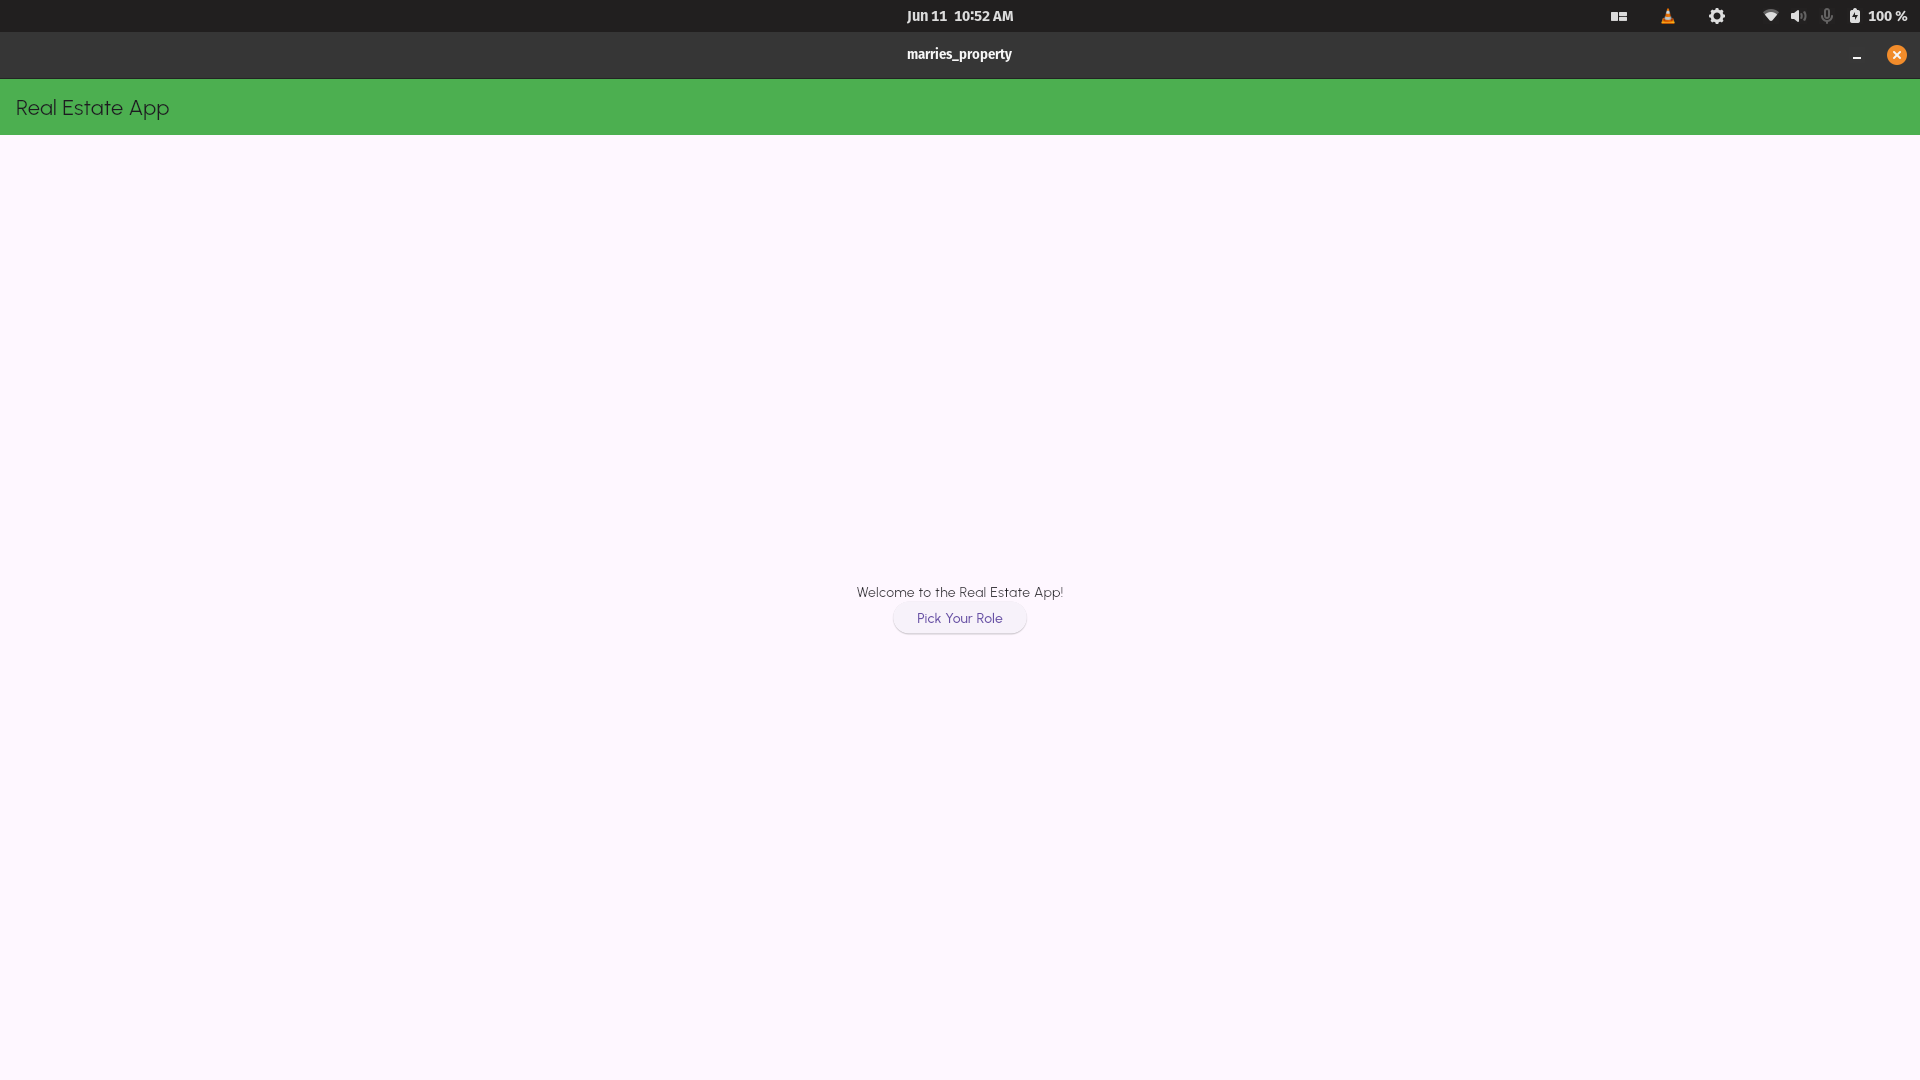 Jun 11 10:52 AM
100 %
marries_property
Real Estate App
Welcome to the Real Estate App!
Pick Your Role